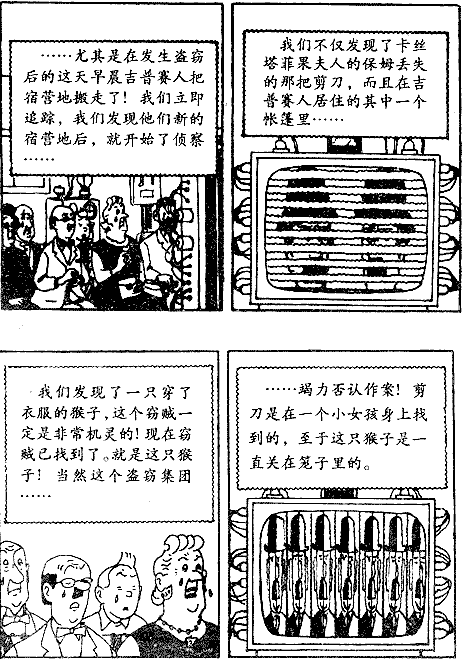 ……尤其是在发生盗窃
后的这天早晨吉普赛人把
宿营地搬走了！我们立即
追踪，我们发现他们新的
宿营地后，就开始了侦察
……
我们不仅发现了卡丝
塔菲果夫人的保姆丢失
的那把剪刀，而且在吉
普赛人居住的其中一个
帐篷里……
我们发现了一只穿了
衣服的猴子，这个窃贼一
定是非常机灵的！现在窃
贼已找到了。就是这只猴
子！当然这个盗窃集团
……
……竭力否认作案！剪
刀是在一个小女孩身上找
到的，至于这只猴子是一
直关在笼子里的。